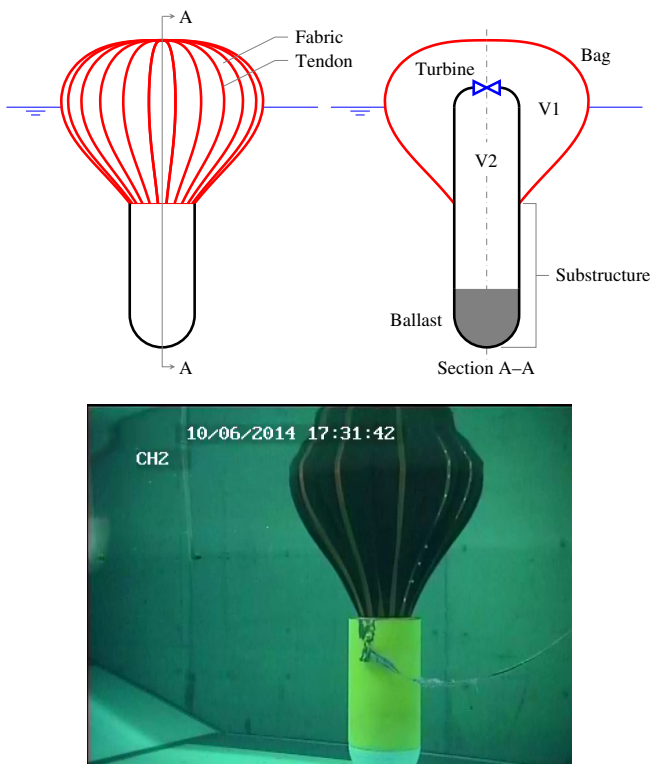 A
Fabric
Tendon
A
Turbine
Bag
V1
V2
Substructure
Ballast
Section A–A
10/06/2014 17:31:42
CH2